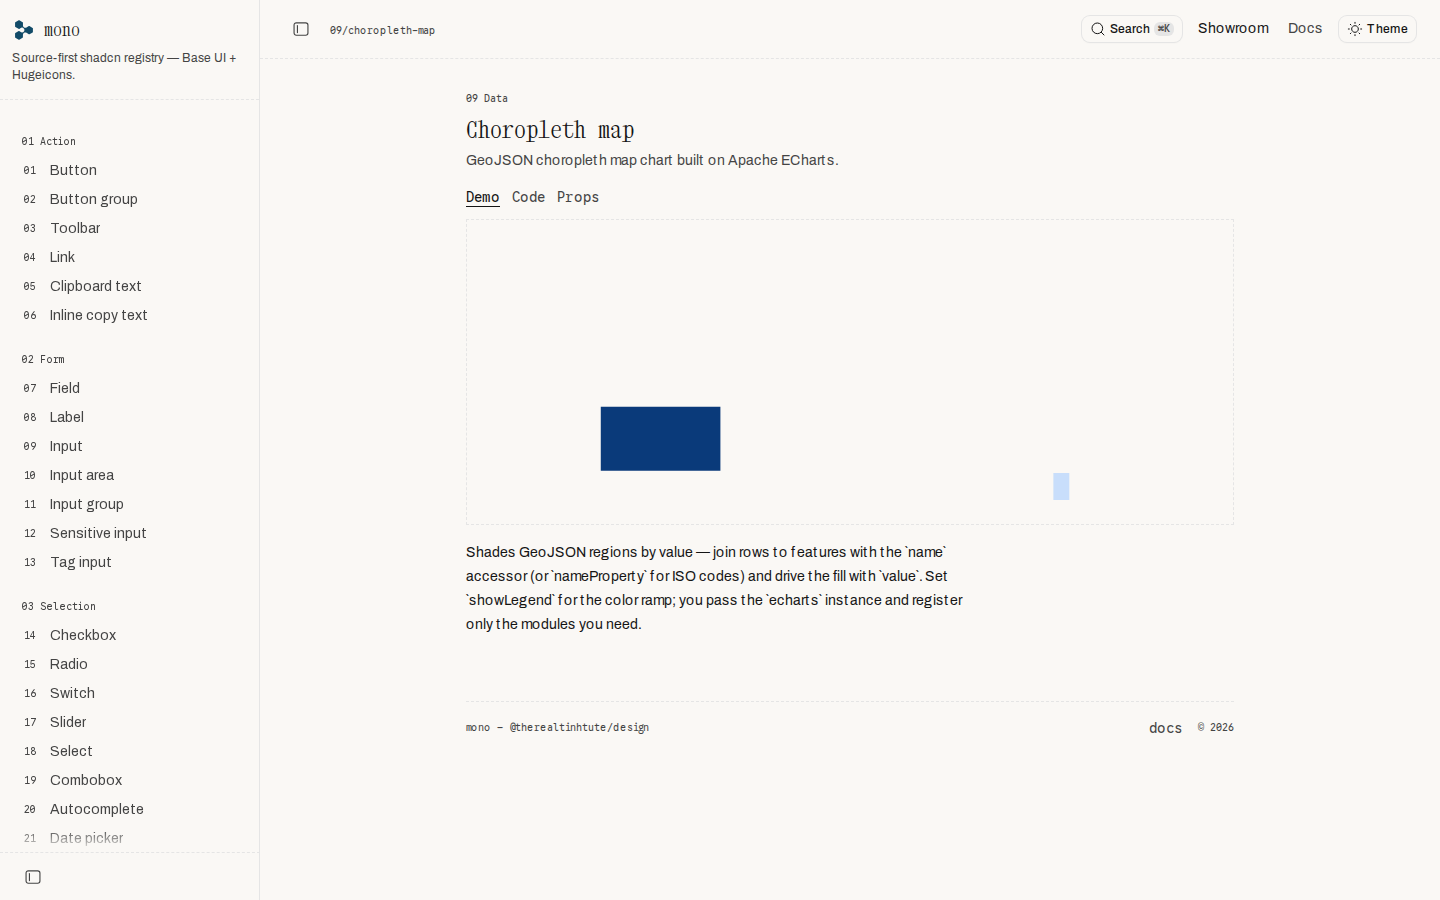 mono
Source-first shadcn registry — Base UI +
Hugeicons.
01 Action
01 Button
02 Button group
03 Toolbar
04 Link
05 Clipboard text
06 Inline copy text
02 Form
07 Field
08 Label
09 Input
10 Input area
11 Input group
12 Sensitive input
13 Tag input
03 Selection
14 Checkbox
15 Radio
16 Switch
17 Slider
18 Select
19 Combobox
20 Autocomplete
21 Date picker
09/choropleth-map
Search ⌘K Showroom Docs Theme
09 Data
Choropleth map
GeoJSON choropleth map chart built on Apache ECharts.
Demo Code Props
Shades GeoJSON regions by value — join rows to features with the `name`
accessor (or `nameProperty` for ISO codes) and drive the fill with `value`. Set
`showLegend` for the color ramp; you pass the `echarts` instance and register
only the modules you need.
mono — @therealtinhtute/design
docs © 2026